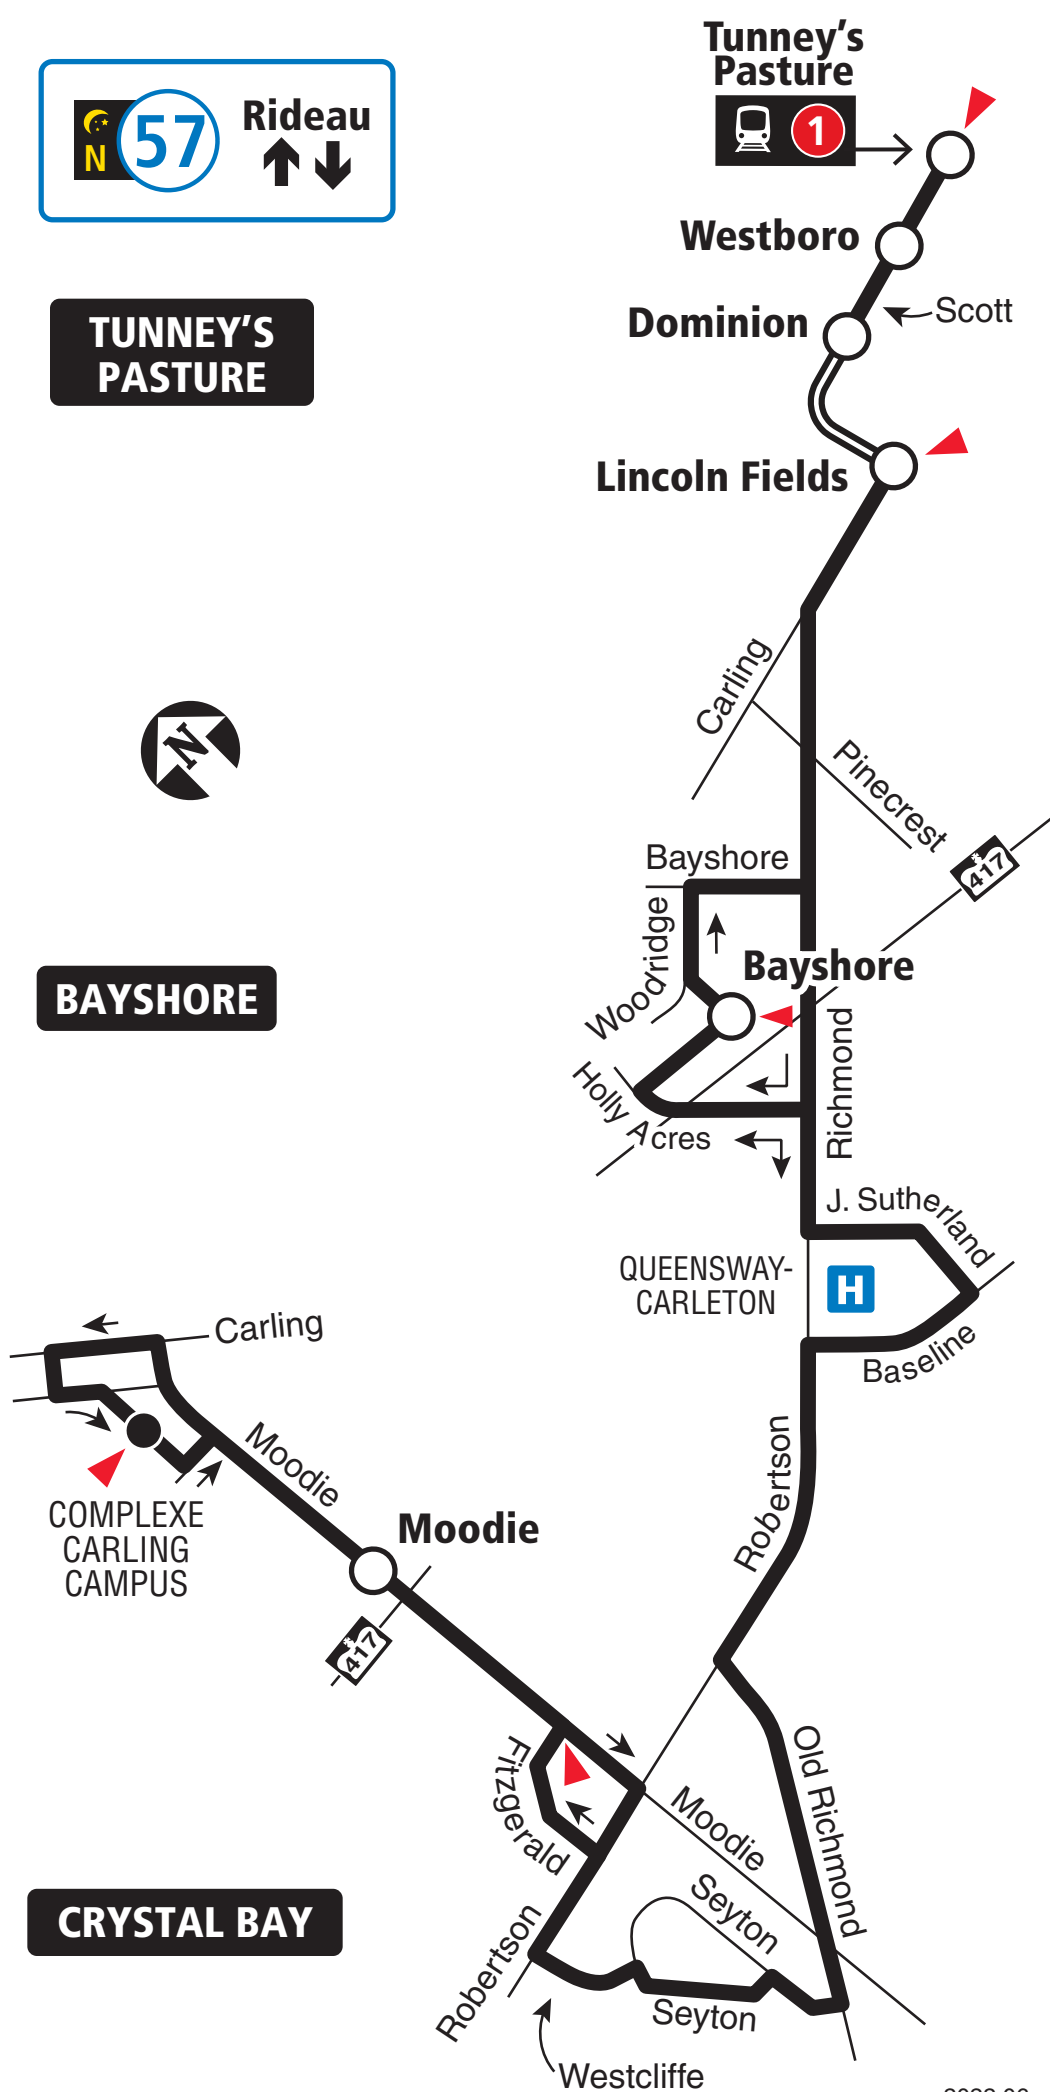 Tunney's
Pasture
1
N
57
Rideau
Westboro
TUNNEY'S
PASTURE
Dominion
Scott
Lincoln Fields
Carling
N
Pinecrest
417
Bayshore
Woodridge
Bayshore
BAYSHORE
Richmond
Holly Acres
J. Sutherland
QUEENSWAY-
CARLETON
H
Carling
Baseline
Moodie
Robertson
COMPLEXE
CARLING
CAMPUS
Moodie
417
Fitzgerald
Old Richmond
Moodie
Seyton
CRYSTAL BAY
Robertson
Seyton
Westcliffe